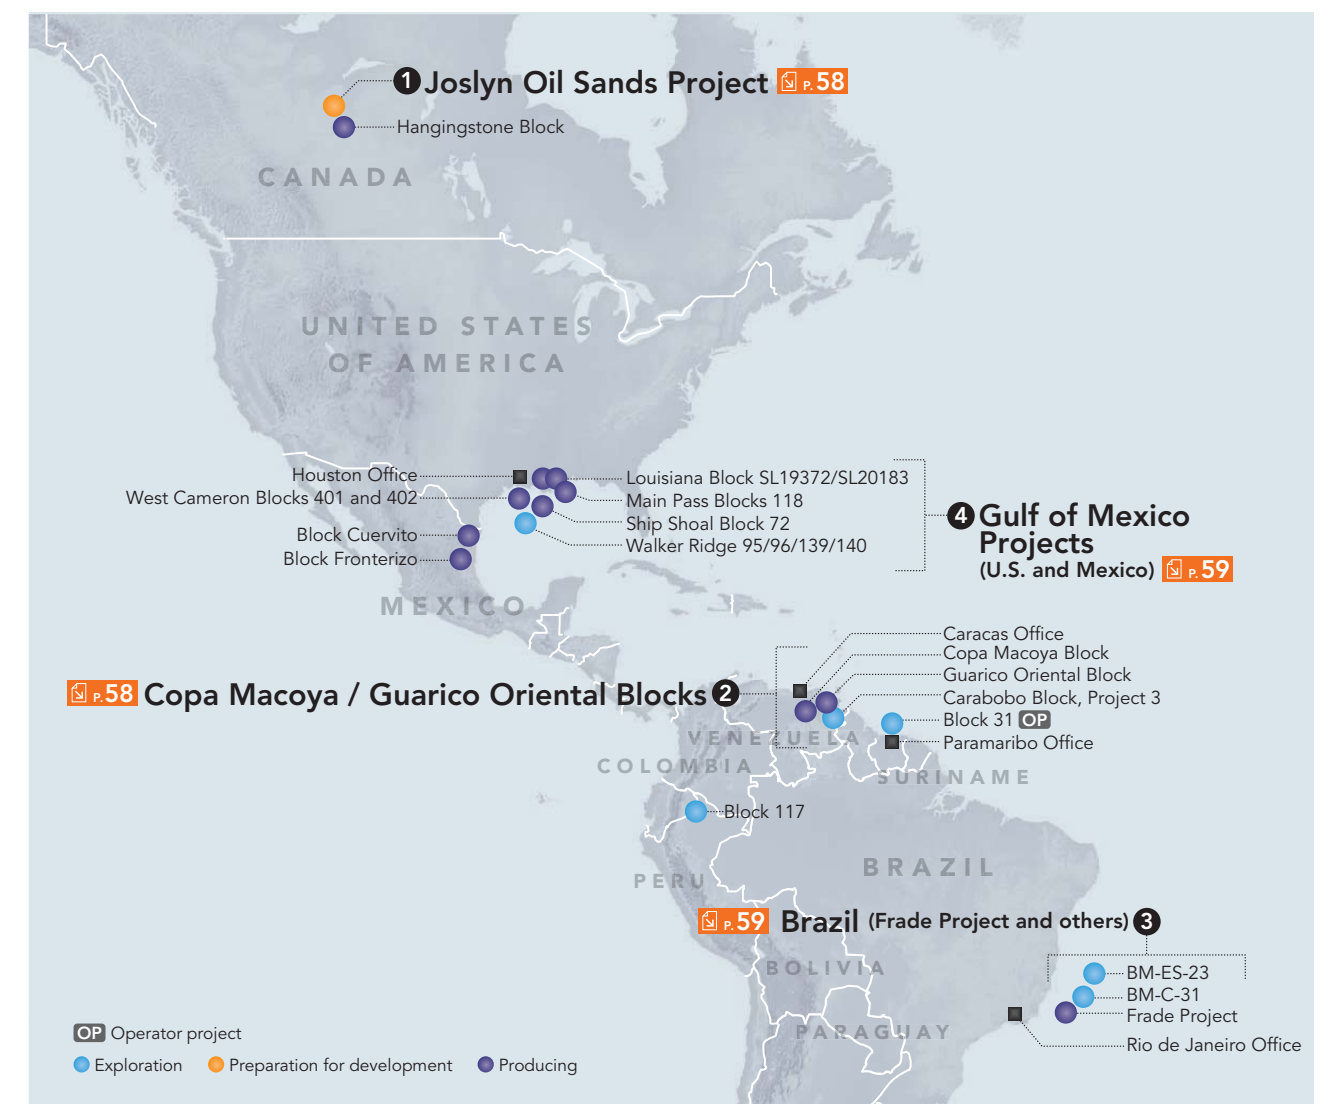 1 Joslyn Oil Sands Project P. 58
Hangingstone Block
CANADA
UNITED STATES
OF AMERICA
Houston Office
West Cameron Blocks 401 and 402
Block Cuervito
Block Fronterizo
Louisiana Block SL19372/SL20183
Main Pass Blocks 118
Ship Shoal Block 72
Walker Ridge 95/96/139/140
4 Gulf of Mexico
Projects
(U.S. and Mexico) P. 59
MEXICO
Caracas Office
Copa Macoya Block
Guarico Oriental Block
Carabobo Block, Project 3
Block 31 OP
Paramaribo Office
P. 58 Copa Macoya / Guarico Oriental Blocks 2
VENEZUELA
COLOMBIA
SURINAME
Block 117
BRAZIL
PERU
P. 59 Brazil (Frade Project and others) 3
BOLIVIA
BM-ES-23
BM-C-31
Frade Project
PARAGUAY
Rio de Janeiro Office
OP Operator project
Exploration Preparation for development Producing